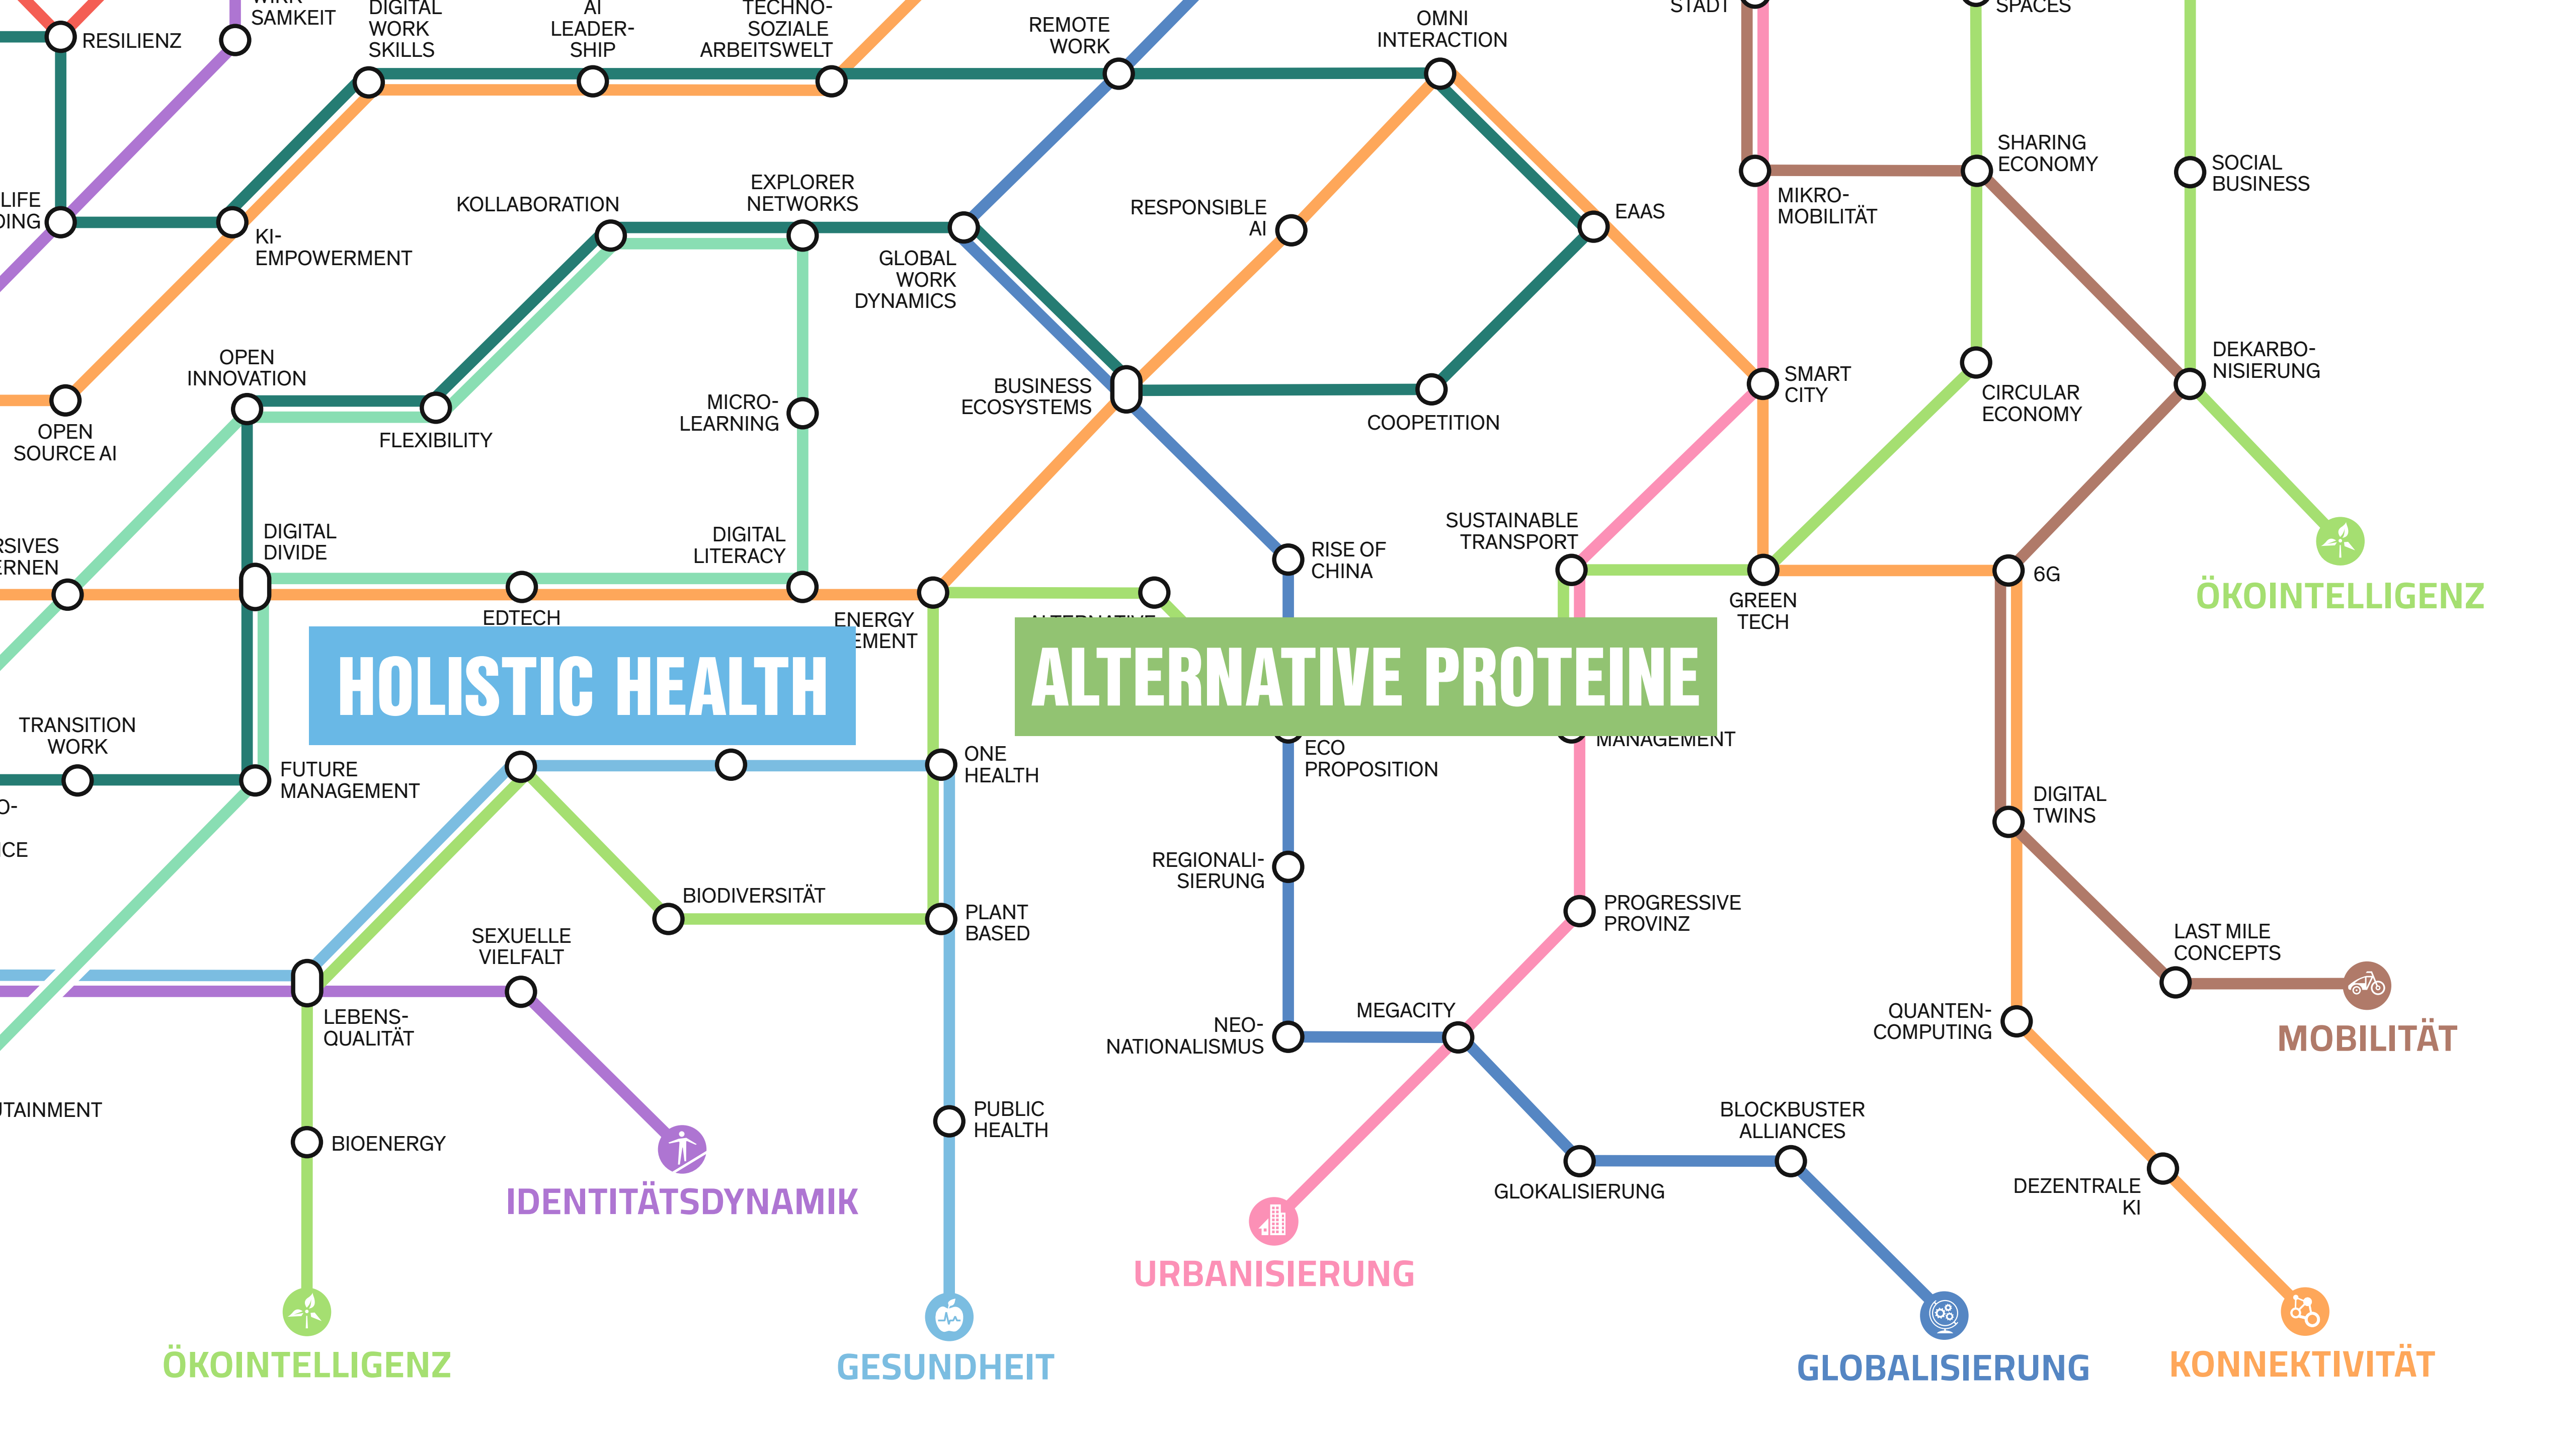 SAMKEIT
DIGITAL
WORK
SKILLS
AI
LEADER-
SHIP
TECHNO-
SOZIALE
ARBEITSWELT
REMOTE
WORK
OMNI
INTERACTION
STADT
SPACES
RESILIENZ
SHARING
ECONOMY
SOCIAL
BUSINESS
MIKRO-
MOBILITÄT
LIFE
KI-
EMPOWERMENT
KOLLABORATION
EXPLORER
NETWORKS
GLOBAL
WORK
DYNAMICS
RESPONSIBLE
AI
EAAS
OPEN
INNOVATION
FLEXIBILITY
MICRO-
LEARNING
BUSINESS
ECOSYSTEMS
COOPETITION
SMART
CITY
CIRCULAR
ECONOMY
DEKARBO-
NISIERUNG
OPEN
SOURCE AI
DIGITAL
DIVIDE
DIGITAL
LITERACY
RISE OF
CHINA
SUSTAINABLE
TRANSPORT
6G
ÖKOINTELLIGENZ
EDTECH
ENERGY
GREEN
TECH
ALTERNATIVE
HOLISTIC HEALTH
ALTERNATIVE PROTEINE
TRANSITION
WORK
FUTURE
MANAGEMENT
ONE
HEALTH
ECO
PROPOSITION
MANAGEMENT
DIGITAL
TWINS
REGIONALI-
SIERUNG
BIODIVERSITÄT
PLANT
BASED
PROGRESSIVE
PROVINZ
SEXUELLE
VIELFALT
LAST MILE
CONCEPTS
LEBENS-
QUALITÄT
NEO-
NATIONALISMUS
MEGACITY
QUANTEN-
COMPUTING
MOBILITÄT
PUBLIC
HEALTH
BLOCKBUSTER
ALLIANCES
BIOENERGY
IDENTITÄTSDYNAMIK
GLOKALISIERUNG
DEZENTRALE
KI
URBANISIERUNG
ÖKOINTELLIGENZ
GESUNDHEIT
GLOBALISIERUNG
KONNEKTIVITÄT